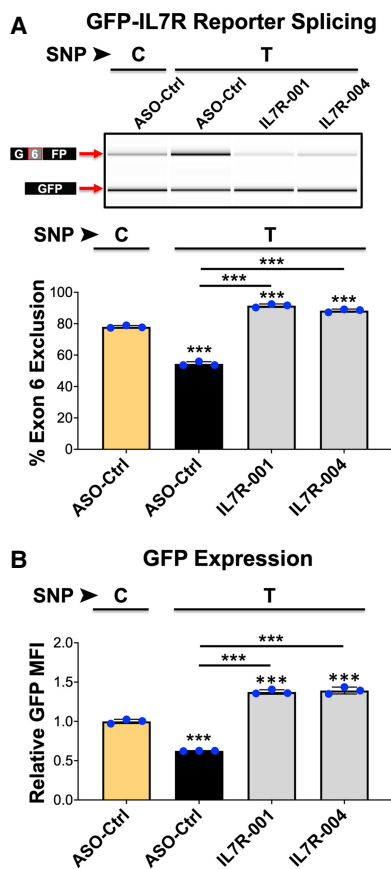 A GFP-IL7R Reporter Splicing
SNP ➤ C T
ASO-Ctrl ASO-Ctrl IL7R-001 IL7R-004
G 6 FP
GFP
SNP ➤ C T
***
***
*** *** ***
% Exon 6 Exclusion
100
80
60
40
20
0
ASO-Ctrl ASO-Ctrl IL7R-001 IL7R-004
B GFP Expression
SNP ➤ C T
***
***
*** *** ***
Relative GFP MFI
2.0
1.5
1.0
0.5
0.0
ASO-Ctrl ASO-Ctrl IL7R-001 IL7R-004